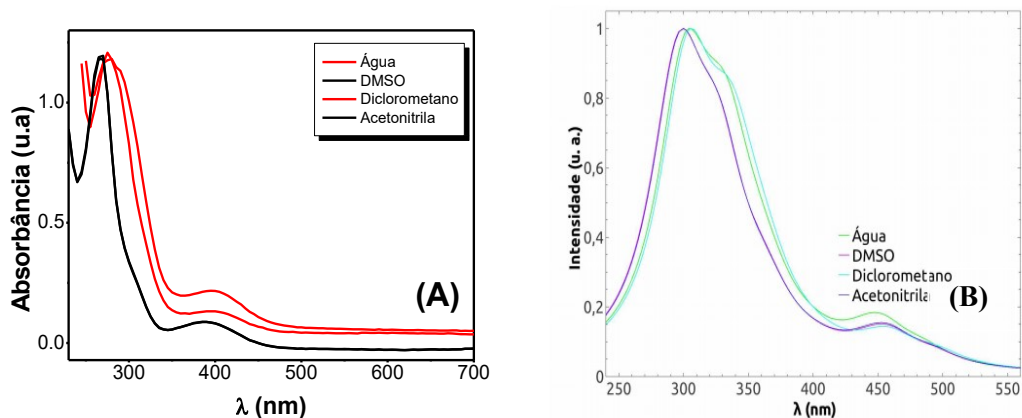 Absorbância (u.a)
1.0
0.5
0.0
300
400
500
600
700
λ (nm)
Água
DMSO
Diclorometano
Acetonitrila
(A)
Intensidade (u. a.)
1
0,8
0,6
0,4
0,2
0
250
300
350
400
450
500
550
λ (nm)
Água
DMSO
Diclorometano
Acetonitrila
(B)